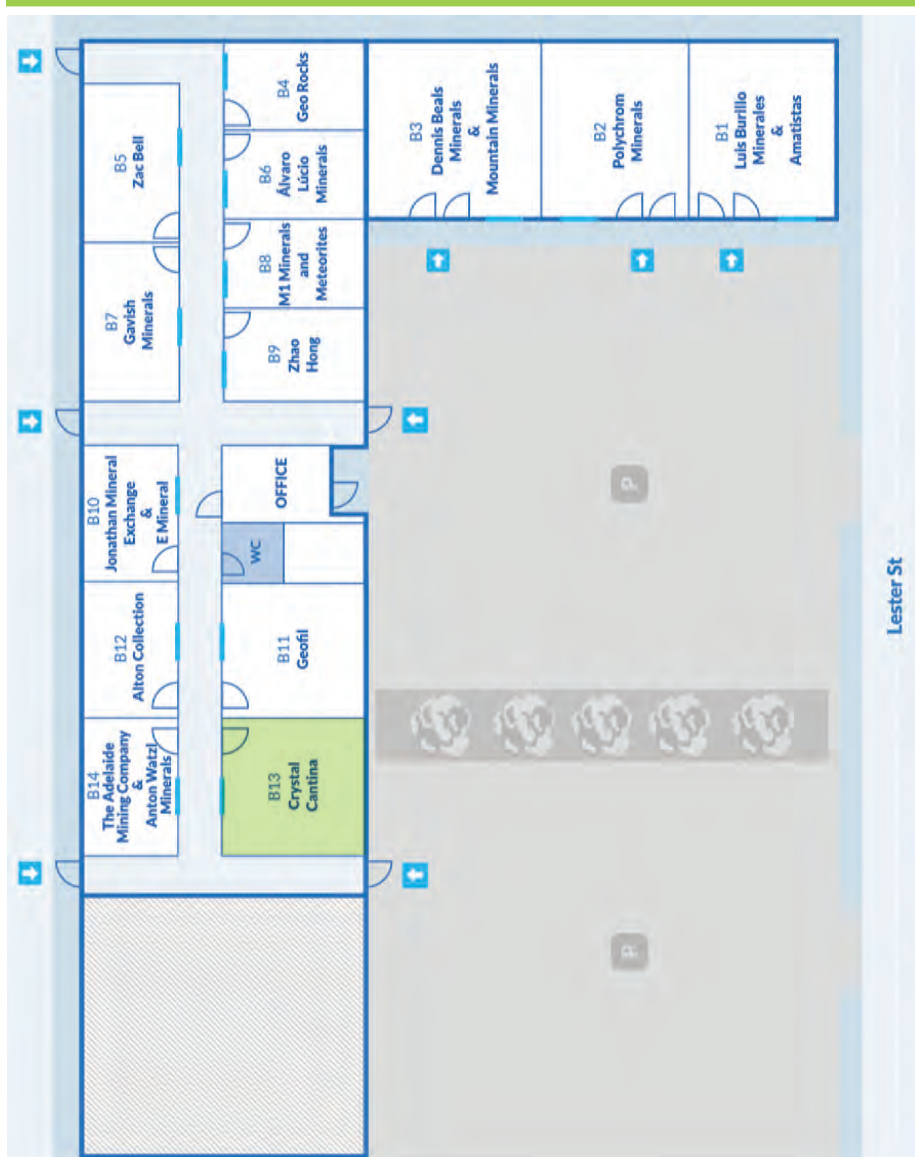 B5
Zac Bell
B7
Gavish
Minerals
B10
Jonathan Mineral
Exchange
&
E Mineral
B12
Alton Collection
B14
The Adelaide
Mining Company
&
Anton Watzl
Minerals
B4
Geo Rocks
B6
Álvaro
Lúcio
Minerals
B8
M1 Minerals
and
Meteorites
B9
Zhao
Hong
OFFICE
WC
B11
Geofil
B13
Crystal
Cantina
B3
Dennis Beals
Minerals
&
Mountain Minerals
B2
Polychrom
Minerals
B1
Luis Burillo
Minerales
&
Amatistas
P
P
Lester St